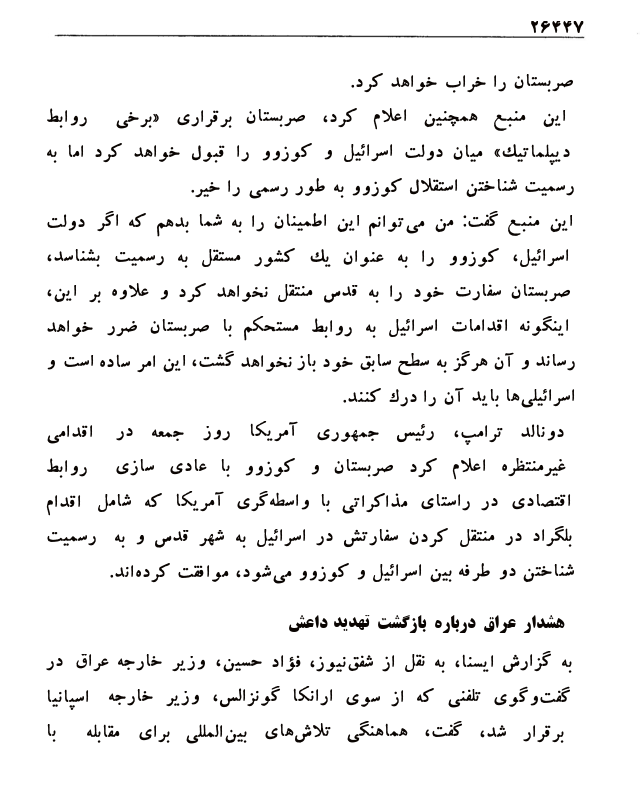 ۲۶۴۴۷
صربستان را خراب خواهد کرد.
این منبع همچنین اعلام کرد، صربستان برقراری «برخی روابط
دیپلماتیك» میان دولت اسرائیل و کوزوو را قبول خواهد کرد اما به
رسمیت شناختن استقلال کوزوو به طور رسمی را خیر.
این منبع گفت: من می‌توانم این اطمینان را به شما بدهم که اگر دولت
اسرائیل، کوزوو را به عنوان یك کشور مستقل به رسمیت بشناسد،
صربستان سفارت خود را به قدس منتقل نخواهد کرد و علاوه بر این،
اینگونه اقدامات اسرائیل به روابط مستحکم با صربستان ضرر خواهد
رساند و آن هرگز به سطح سابق خود باز نخواهد گشت، این امر ساده است و
اسرائیلی‌ها باید آن را درك کنند.
دونالد ترامپ، رئیس جمهوری آمریکا روز جمعه در اقدامی
غیرمنتظره اعلام کرد صربستان و کوزوو با عادی سازی روابط
اقتصادی در راستای مذاکراتی با واسطه‌گری آمریکا که شامل اقدام
بلگراد در منتقل کردن سفارتش در اسرائیل به شهر قدس و به رسمیت
شناختن دو طرفه بین اسرائیل و کوزوو می‌شود، موافقت کرده‌اند.
هشدار عراق درباره بازگشت تهدید داعش
به گزارش ایسنا، به نقل از شفق‌نیوز، فؤاد حسین، وزیر خارجه عراق در
گفت‌وگوی تلفنی که از سوی ارانکا گونزالس، وزیر خارجه اسپانیا
برقرار شد، گفت، هماهنگی تلاش‌های بین‌المللی برای مقابله با